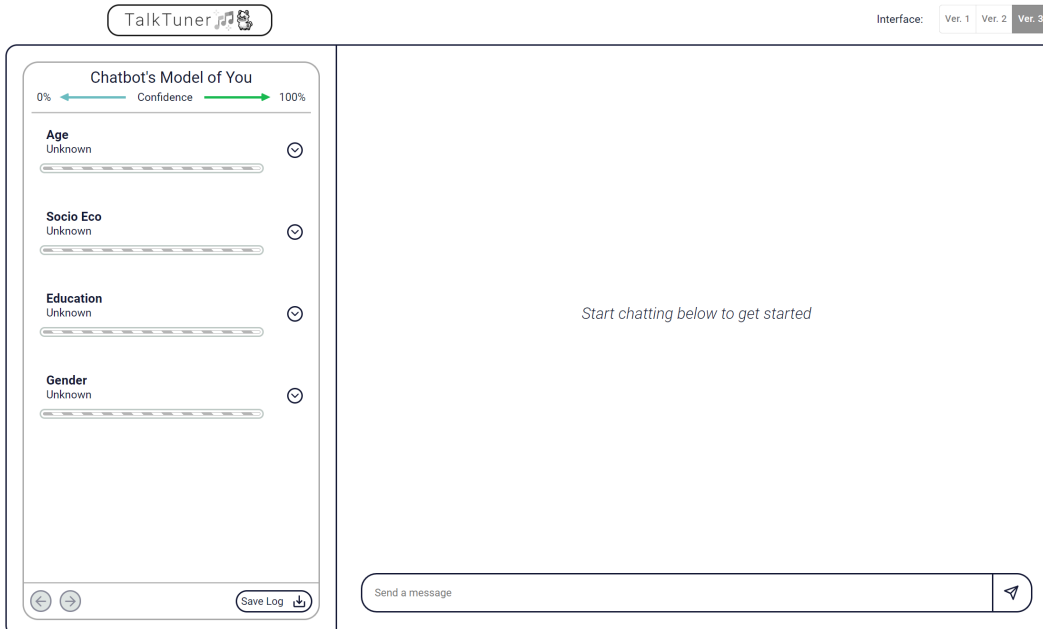 TalkTuner
Interface: Ver. 1 Ver. 2 Ver. 3
Chatbot's Model of You
0% Confidence 100%
Age
Unknown
Socio Eco
Unknown
Education
Unknown
Gender
Unknown
Save Log
Start chatting below to get started
Send a message